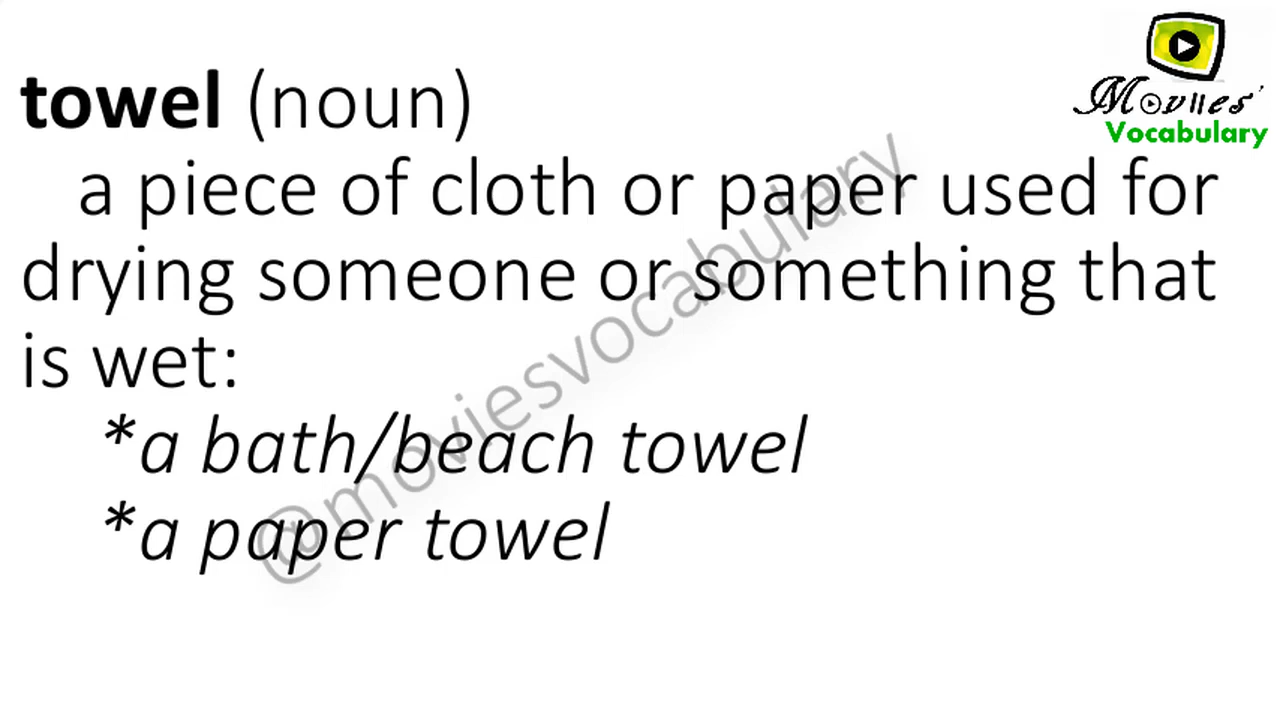 Moviies'
Vocabulary
towel (noun)
a piece of cloth or paper used for
drying someone or something that
is wet:
*a bath/beach towel
*a paper towel
@moviesvocabulary